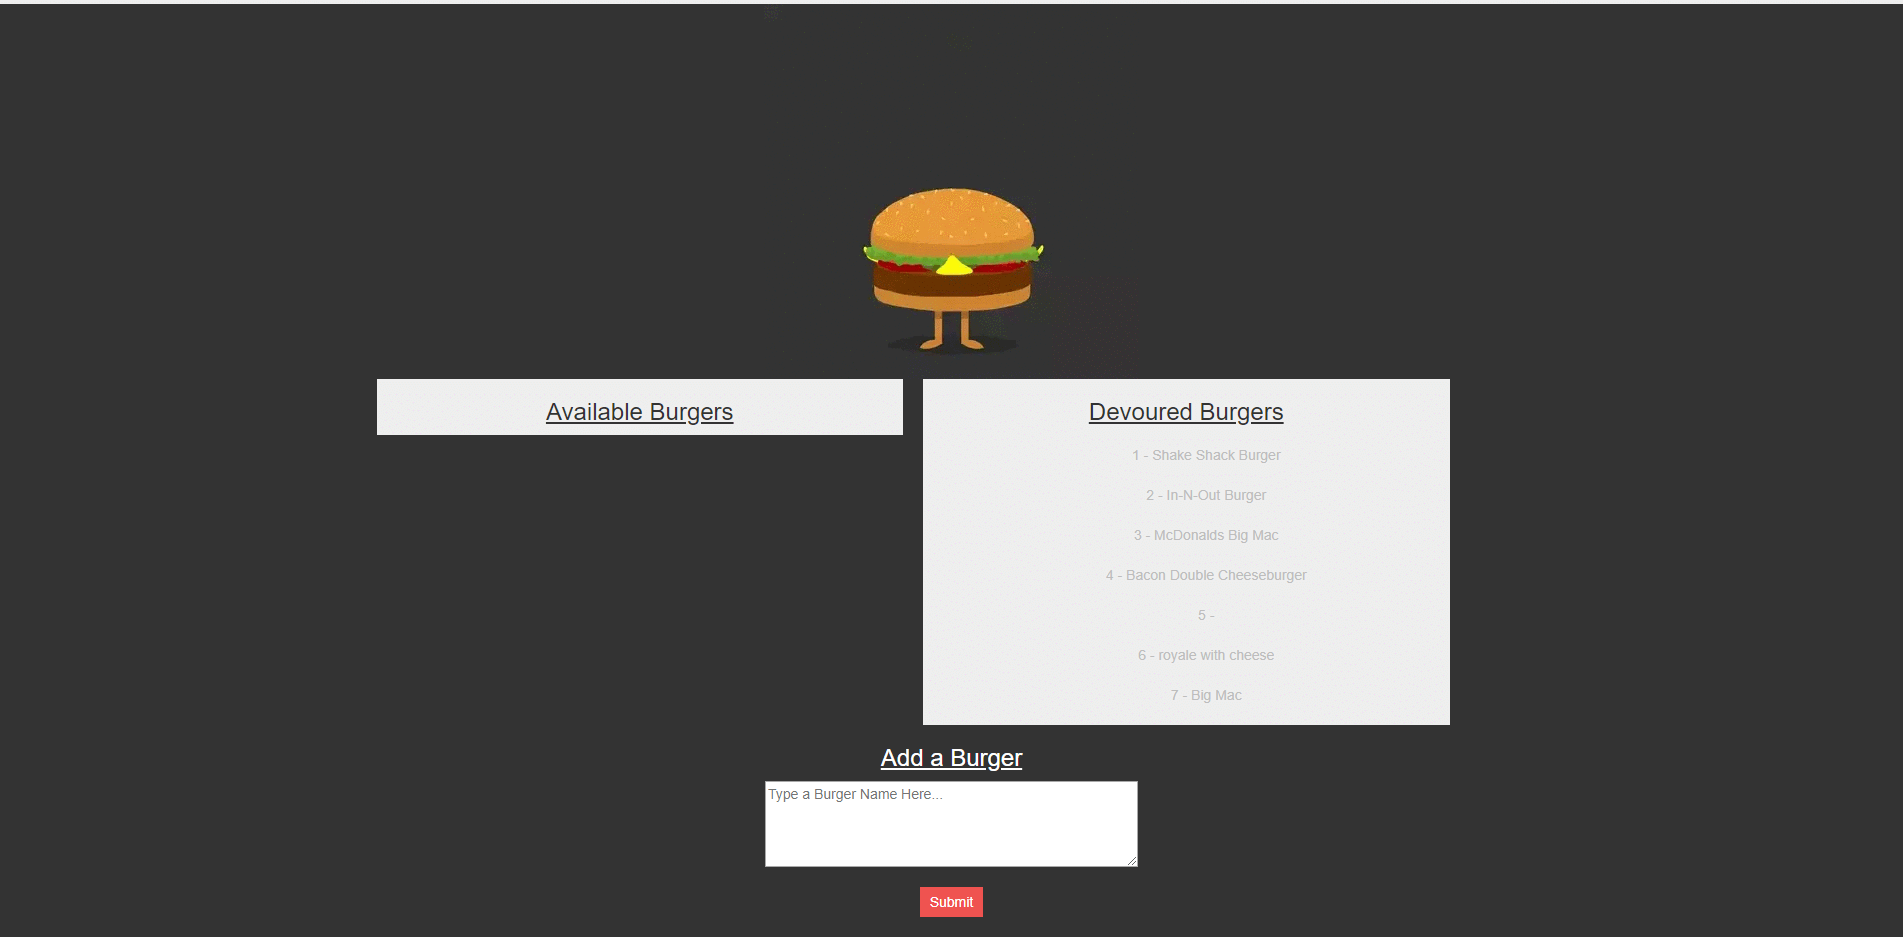 Available Burgers
Devoured Burgers
1 - Shake Shack Burger
2 - In-N-Out Burger
3 - McDonalds Big Mac
4 - Bacon Double Cheeseburger
5 -
6 - royale with cheese
7 - Big Mac
Add a Burger
Type a Burger Name Here...
Submit